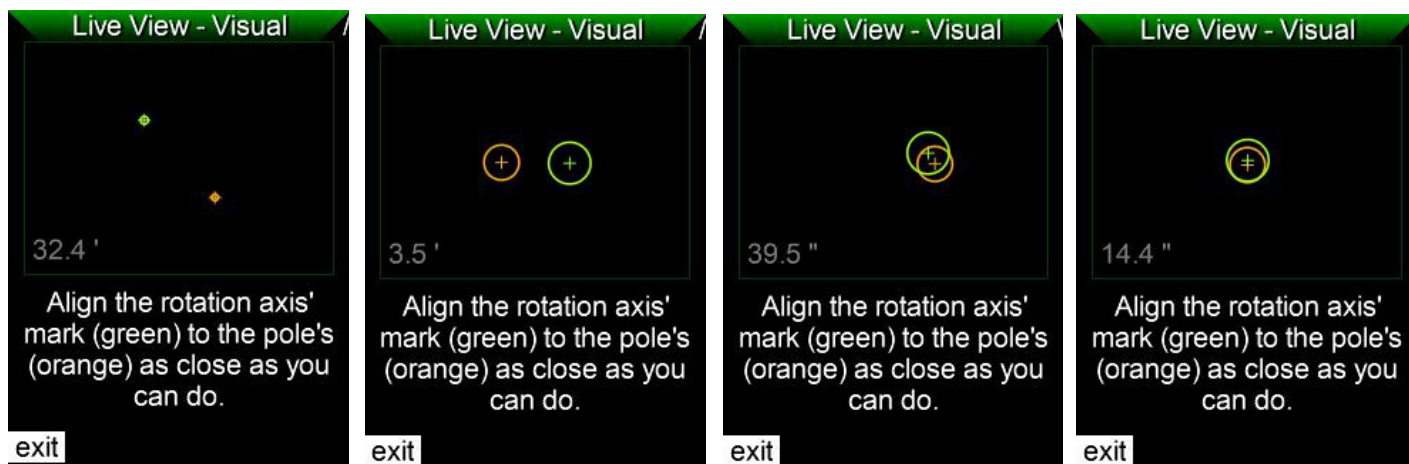 Live View - Visual
32.4 '
Align the rotation axis'
mark (green) to the pole's
(orange) as close as you
can do.
exit
Live View - Visual
3.5 '
Align the rotation axis'
mark (green) to the pole's
(orange) as close as you
can do.
exit
Live View - Visual
39.5 "
Align the rotation axis'
mark (green) to the pole's
(orange) as close as you
can do.
exit
Live View - Visual
14.4 "
Align the rotation axis'
mark (green) to the pole's
(orange) as close as you
can do.
exit